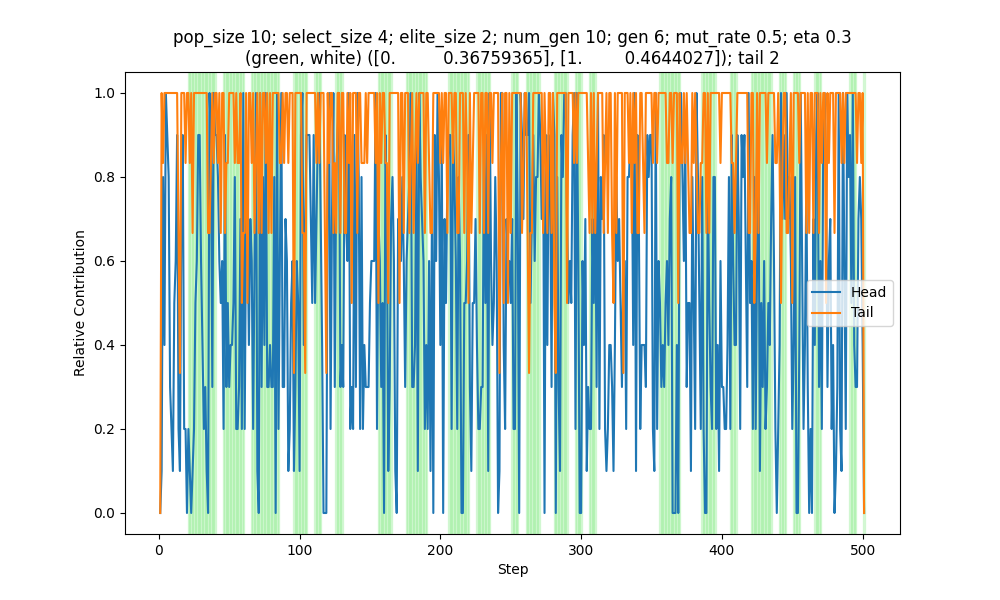 pop_size 10; select_size 4; elite_size 2; num_gen 10; gen 6; mut_rate 0.5; eta 0.3
(green, white) ([0. 0.36759365], [1. 0.4644027]); tail 2
Relative Contribution
1.0
0.8
0.6
0.4
0.2
0.0
Head
Tail
0
100
200
300
400
500
Step